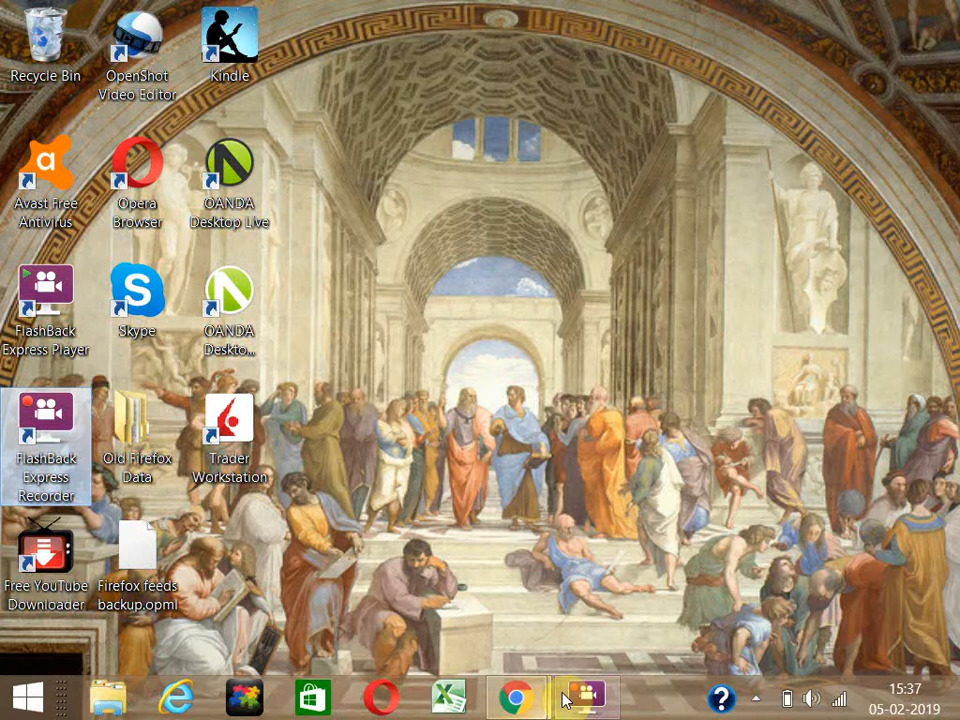 Recycle Bin
OpenShot
Video Editor
Kindle
Avast Free
Antivirus
Opera
Browser
OANDA
Desktop Live
FlashBack
Express Player
Skype
OANDA
Deskto...
FlashBack
Express
Recorder
Old Firefox
Data
Trader
Workstation
Free YouTube
Downloader
Firefox feeds
backup.opml
15:37
05-02-2019